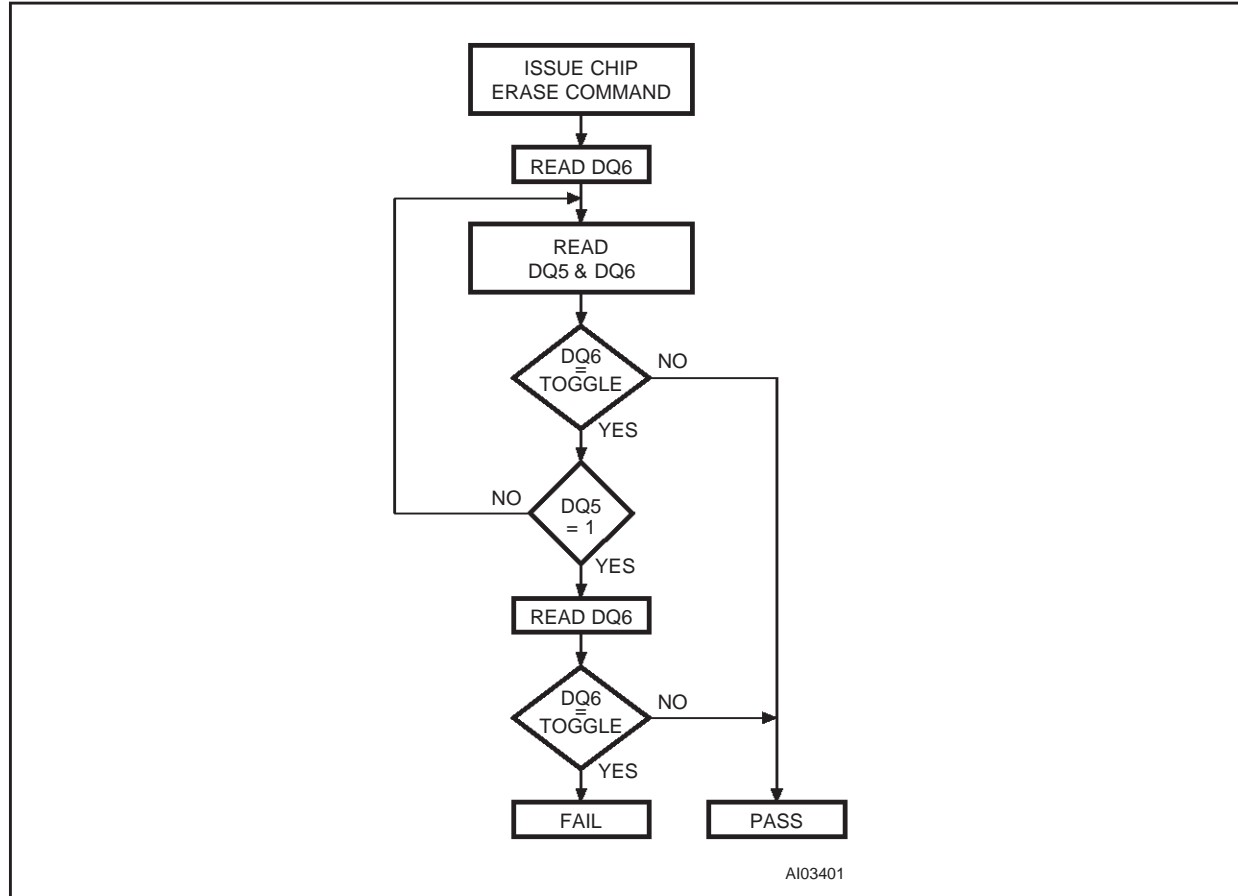 ISSUE CHIP
ERASE COMMAND
READ DQ6
READ
DQ5 & DQ6
DQ6
=
TOGGLE
NO
YES
NO
DQ5
= 1
YES
READ DQ6
DQ6
=
TOGGLE
NO
YES
FAIL
PASS
AI03401